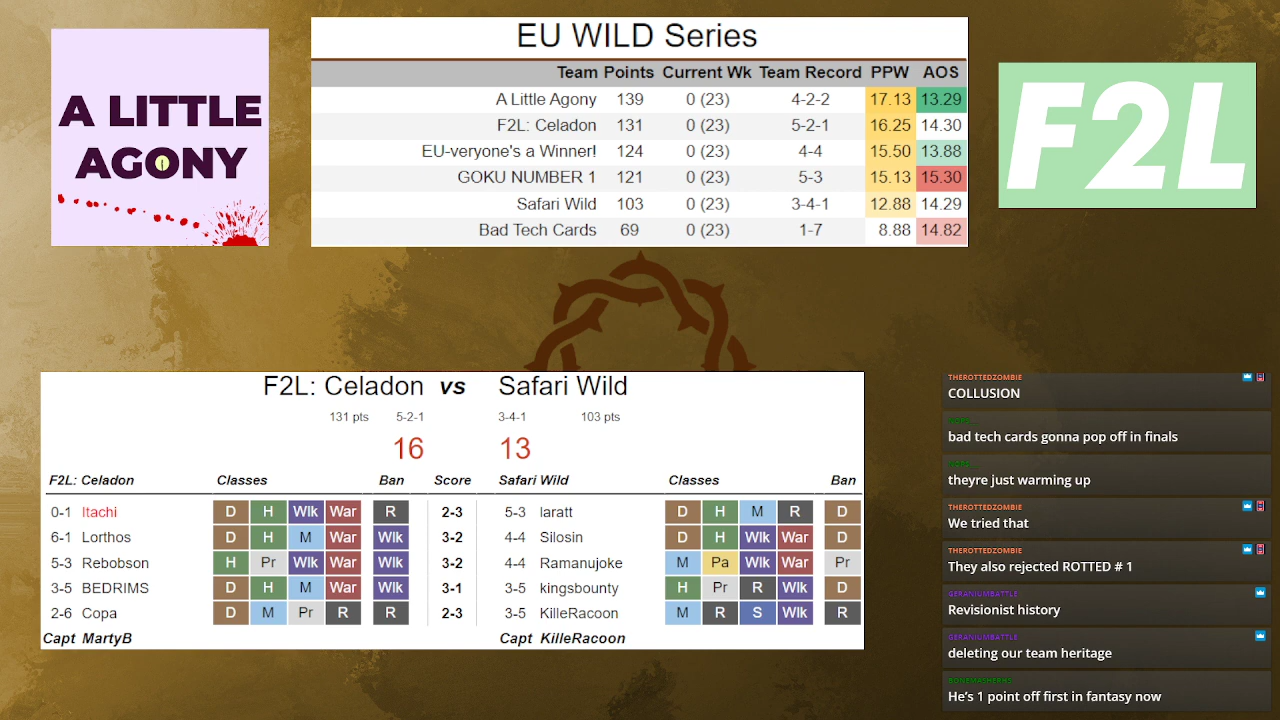 A LITTLE
AGONY
EU WILD Series
Team Points Current Wk Team Record PPW AOS
A Little Agony 139 0 (23) 4-2-2 17.13 13.29
F2L: Celadon 131 0 (23) 5-2-1 16.25 14.30
EU-veryone's a Winner! 124 0 (23) 4-4 15.50 13.88
GOKU NUMBER 1 121 0 (23) 5-3 15.13 15.30
Safari Wild 103 0 (23) 3-4-1 12.88 14.29
Bad Tech Cards 69 0 (23) 1-7 8.88 14.82
F2L
F2L: Celadon vs Safari Wild
131 pts 5-2-1 3-4-1 103 pts
16 13
F2L: Celadon Classes Ban Score Safari Wild Classes Ban
0-1 Itachi D H Wlk War R 2-3 5-3 laratt D H M R D
6-1 Lorthos D H M War Wlk 3-2 4-4 Silosin D H Wlk War D
5-3 Rebobson H Pr Wlk War Wlk 3-2 4-4 Ramanujoke M Pa Wlk War Pr
3-5 BEDRIMS D H M War Wlk 3-1 3-5 kingsbounty H Pr R Wlk D
2-6 Copa D M Pr R R 2-3 3-5 KilleRacoon M R S Wlk R
Capt MartyB Capt KilleRacoon
THEROTTEDZOMBIE
COLLUSION
bad tech cards gonna pop off in finals
theyre just warming up
THEROTTEDZOMBIE
We tried that
THEROTTEDZOMBIE
They also rejected ROTTED # 1
GERANIUMBATTLE
Revisionist history
GERANIUMBATTLE
deleting our team heritage
He's 1 point off first in fantasy now